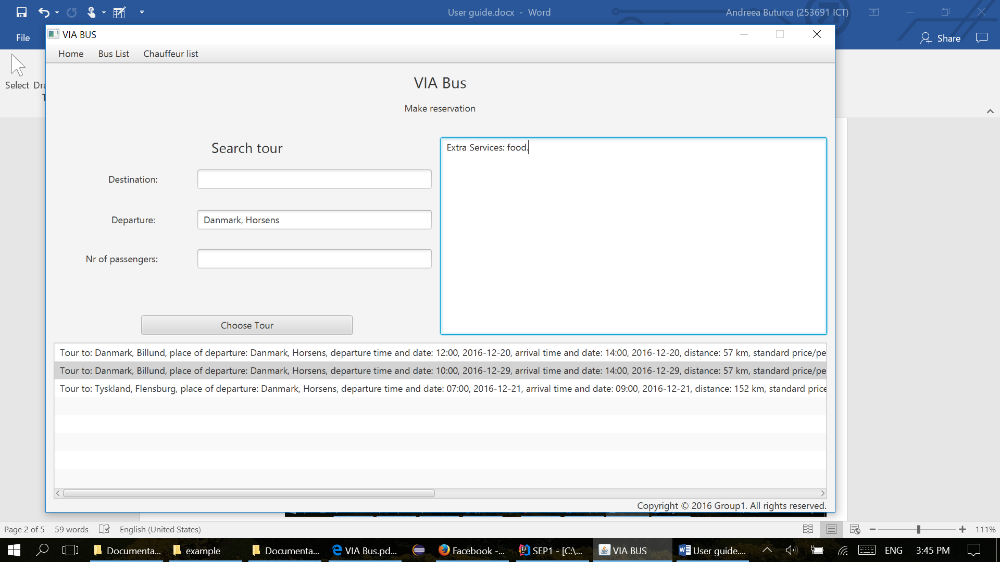 User guide.docx - Word
Andreea Buturca (253691 ICT)
File
Share
VIA BUS
Home Bus List Chauffeur list
Select Dra
T
VIA Bus
Make reservation
Search tour
Extra Services: food.
Destination:
Departure: Danmark, Horsens
Nr of passengers:
Choose Tour
Tour to: Danmark, Billund, place of departure: Danmark, Horsens, departure time and date: 12:00, 2016-12-20, arrival time and date: 14:00, 2016-12-20, distance: 57 km, standard price/pe
Tour to: Danmark, Billund, place of departure: Danmark, Horsens, departure time and date: 10:00, 2016-12-29, arrival time and date: 14:00, 2016-12-29, distance: 57 km, standard price/pe
Tour to: Tyskland, Flensburg, place of departure: Danmark, Horsens, departure time and date: 07:00, 2016-12-21, arrival time and date: 09:00, 2016-12-21, distance: 152 km, standard price
Copyright © 2016 Group1. All rights reserved.
Page 2 of 5 59 words English (United States) 111%
Documenta... example Documenta... VIA Bus.pd... Facebook -... SEP1 - [C:\... VIA BUS User guide.... ENG 3:45 PM